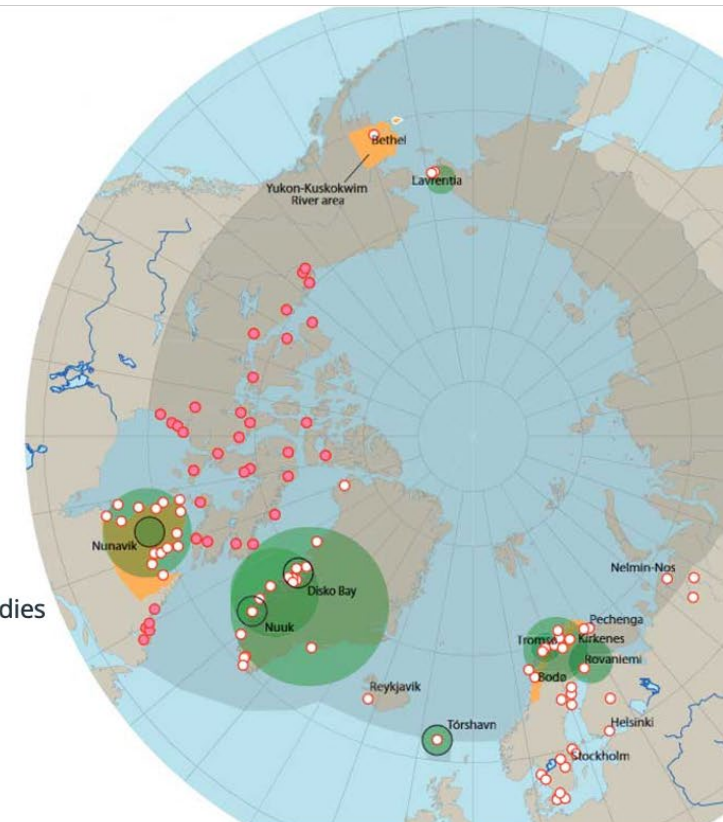 Bethel
Lavrentia
Yukon-Kuskokwim
River area
Nunavik
Nelmin-Nos
dies
Disko Bay
Nuuk
Pechenga
Tromsø
Kirkenes
Rovaniemi
Bodø
Reykjavik
Tórshavn
Helsinki
Stockholm